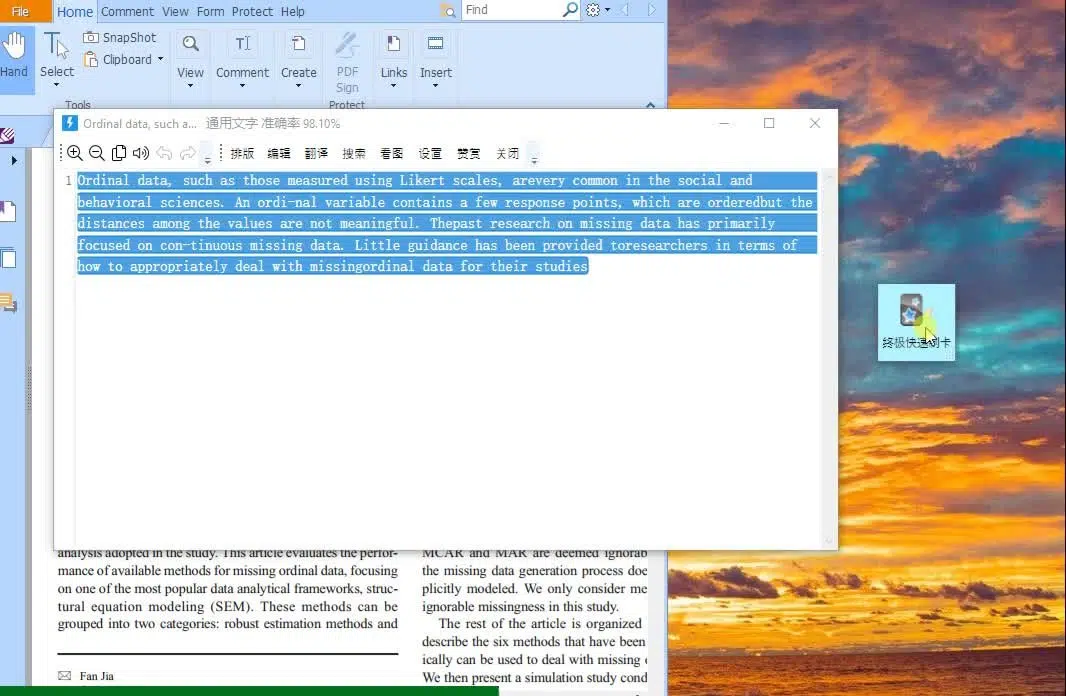 File Home Comment View Form Protect Help Find
Hand
Select
SnapShot
Clipboard
View
Comment
Create
PDF
Sign
Links
Insert
Tools
Protect
Ordinal data, such a... 通用文字 准确率 98.10%
排版 编辑 翻译 搜索 看图 设置 赞赏 关闭
1 Ordinal data, such as those measured using Likert scales, arevery common in the social and
behavioral sciences. An ordi-nal variable contains a few response points, which are orderedbut the
distances among the values are not meaningful. Thepast research on missing data has primarily
focused on con-tinuous missing data. Little guidance has been provided toresearchers in terms of
how to appropriately deal with missingordinal data for their studies
终极快速制卡
analysis adopted in the study. This article evaluates the perfor-
mance of available methods for missing ordinal data, focusing
on one of the most popular data analytical frameworks, struc-
tural equation modeling (SEM). These methods can be
grouped into two categories: robust estimation methods and
Fan Jia
MCAR and MAR are deemed ignorab
the missing data generation process doe
plicitly modeled. We only consider me
ignorable missingness in this study.
The rest of the article is organized
describe the six methods that have been
ically can be used to deal with missing
We then present a simulation study cond